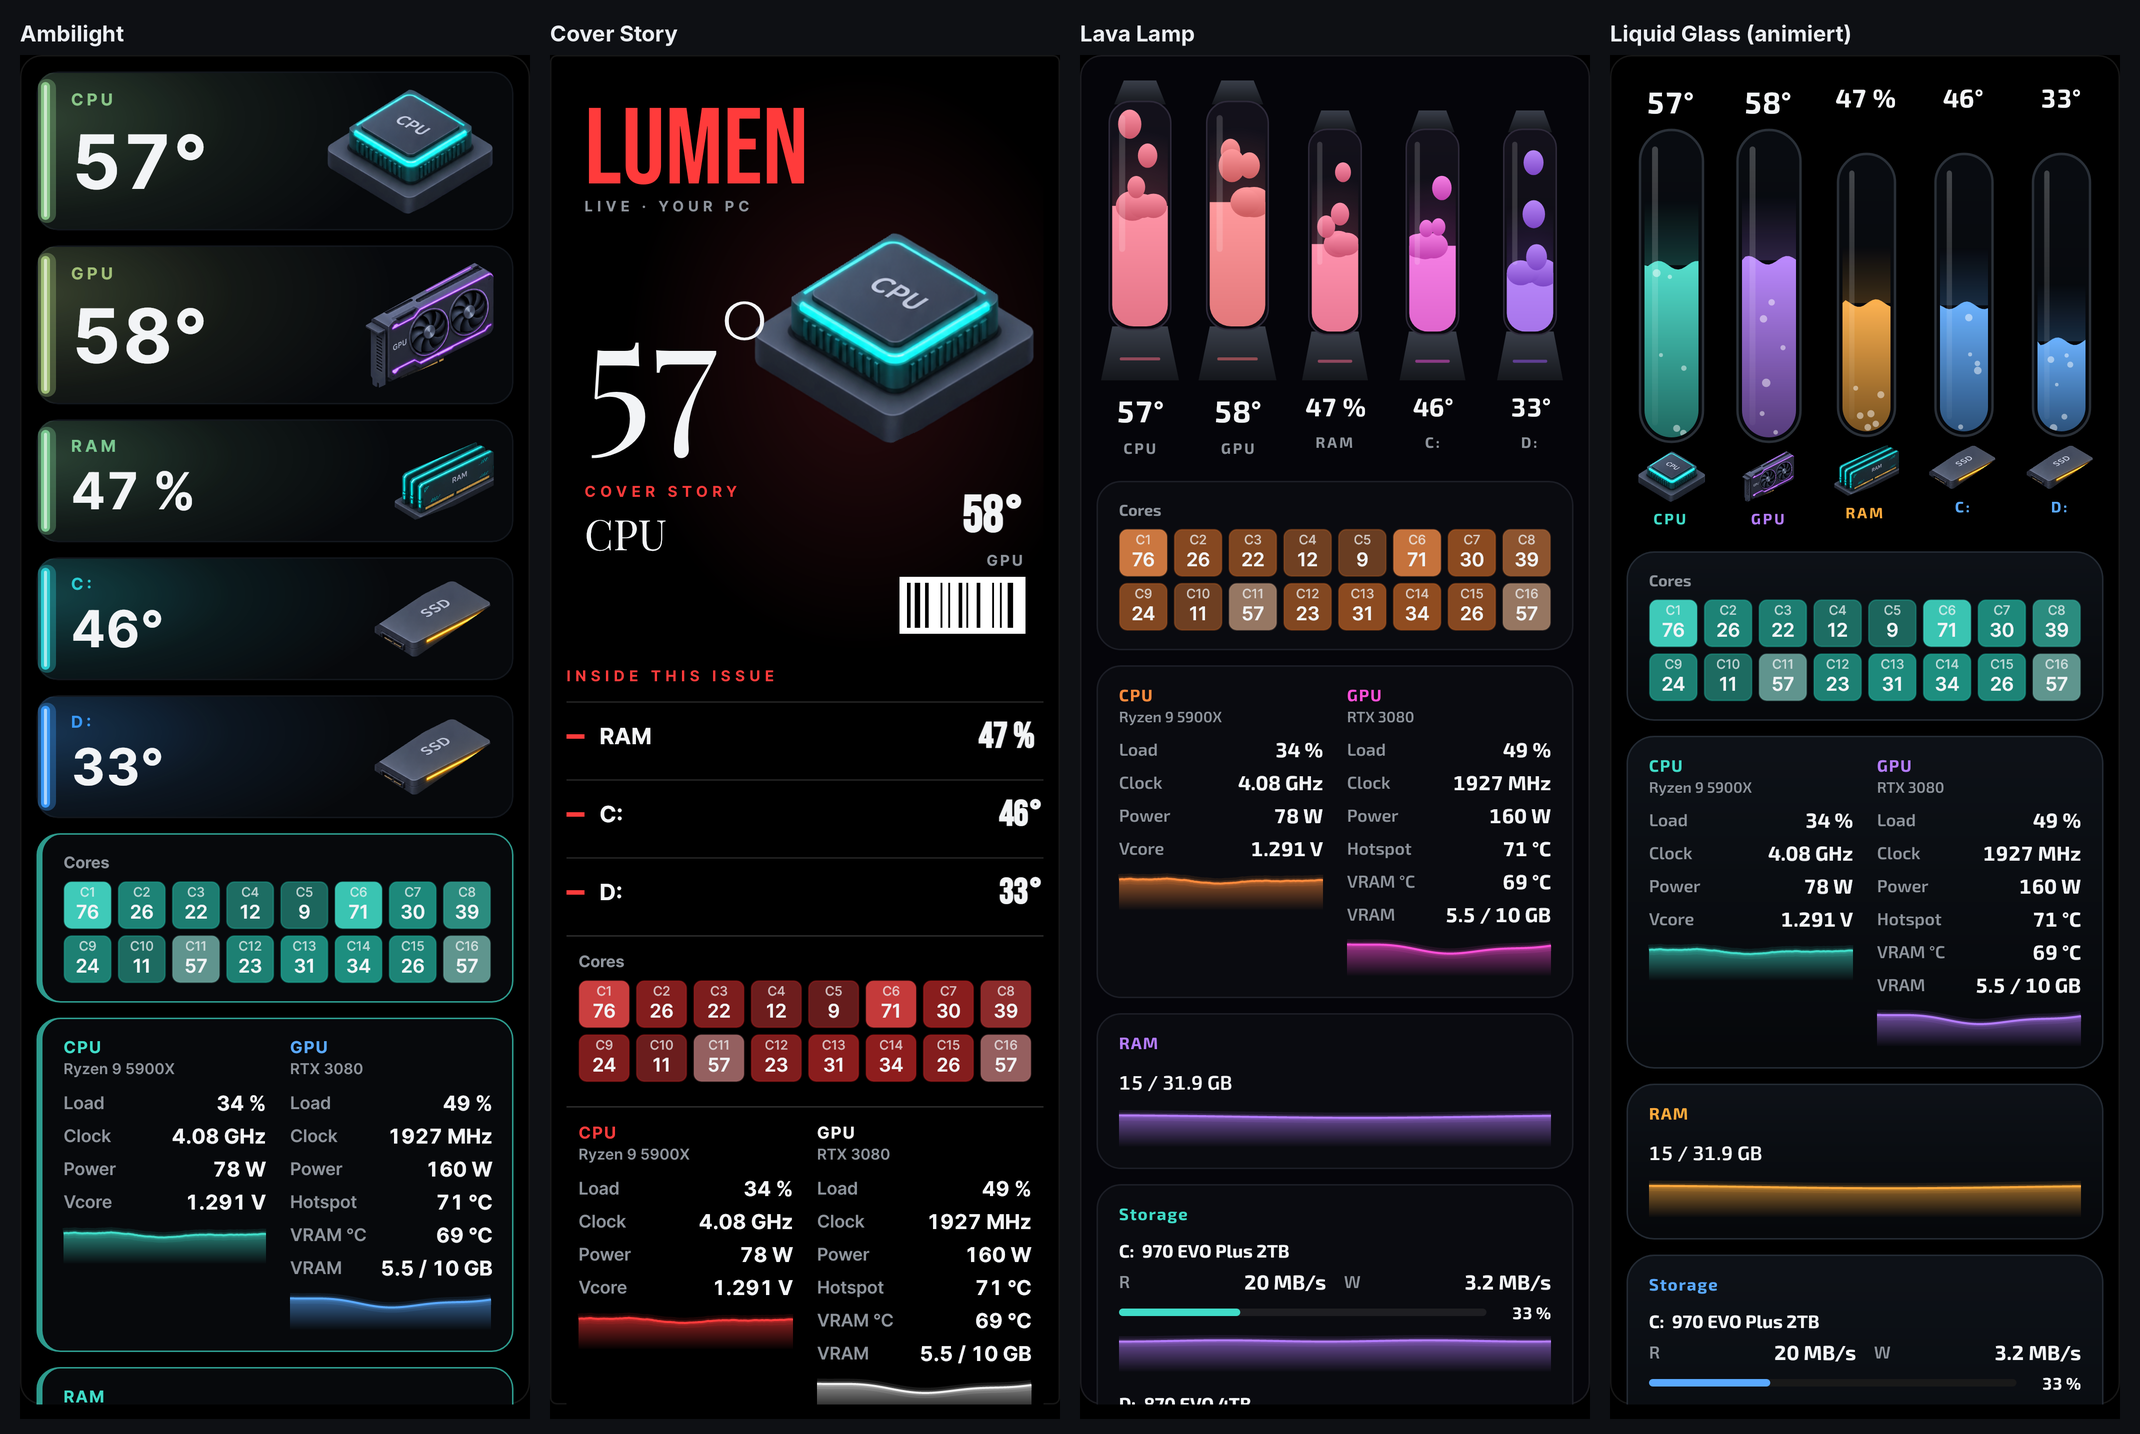 Ambilight
CPU
57°
CPU
GPU
58°
GPU
RAM
47 %
RAM
C:
46°
SSD
D:
33°
SSD
Cores
C1 C2 C3 C4 C5 C6 C7 C8
76 26 22 12 9 71 30 39
C9 C10 C11 C12 C13 C14 C15 C16
24 11 57 23 31 34 26 57
CPU GPU
Ryzen 9 5900X RTX 3080
Load 34 % Load 49 %
Clock 4.08 GHz Clock 1927 MHz
Power 78 W Power 160 W
Vcore 1.291 V Hotspot 71 °C
VRAM °C 69 °C
VRAM 5.5 / 10 GB
RAM
Cover Story
LUMEN
LIVE · YOUR PC
CPU
57
COVER STORY
CPU
58°
GPU
INSIDE THIS ISSUE
RAM 47 %
C: 46°
D: 33°
Cores
C1 C2 C3 C4 C5 C6 C7 C8
76 26 22 12 9 71 30 39
C9 C10 C11 C12 C13 C14 C15 C16
24 11 57 23 31 34 26 57
CPU GPU
Ryzen 9 5900X RTX 3080
Load 34 % Load 49 %
Clock 4.08 GHz Clock 1927 MHz
Power 78 W Power 160 W
Vcore 1.291 V Hotspot 71 °C
VRAM °C 69 °C
VRAM 5.5 / 10 GB
Lava Lamp
57° 58° 47 % 46° 33°
CPU GPU RAM C: D:
Cores
C1 C2 C3 C4 C5 C6 C7 C8
76 26 22 12 9 71 30 39
C9 C10 C11 C12 C13 C14 C15 C16
24 11 57 23 31 34 26 57
CPU GPU
Ryzen 9 5900X RTX 3080
Load 34 % Load 49 %
Clock 4.08 GHz Clock 1927 MHz
Power 78 W Power 160 W
Vcore 1.291 V Hotspot 71 °C
VRAM °C 69 °C
VRAM 5.5 / 10 GB
RAM
15 / 31.9 GB
Storage
C: 970 EVO Plus 2TB
R 20 MB/s W 3.2 MB/s
33 %
D: 870 EVO 4TB
Liquid Glass (animiert)
57° 58° 47 % 46° 33°
CPU GPU RAM SSD SSD
CPU GPU RAM C: D:
Cores
C1 C2 C3 C4 C5 C6 C7 C8
76 26 22 12 9 71 30 39
C9 C10 C11 C12 C13 C14 C15 C16
24 11 57 23 31 34 26 57
CPU GPU
Ryzen 9 5900X RTX 3080
Load 34 % Load 49 %
Clock 4.08 GHz Clock 1927 MHz
Power 78 W Power 160 W
Vcore 1.291 V Hotspot 71 °C
VRAM °C 69 °C
VRAM 5.5 / 10 GB
RAM
15 / 31.9 GB
Storage
C: 970 EVO Plus 2TB
R 20 MB/s W 3.2 MB/s
33 %